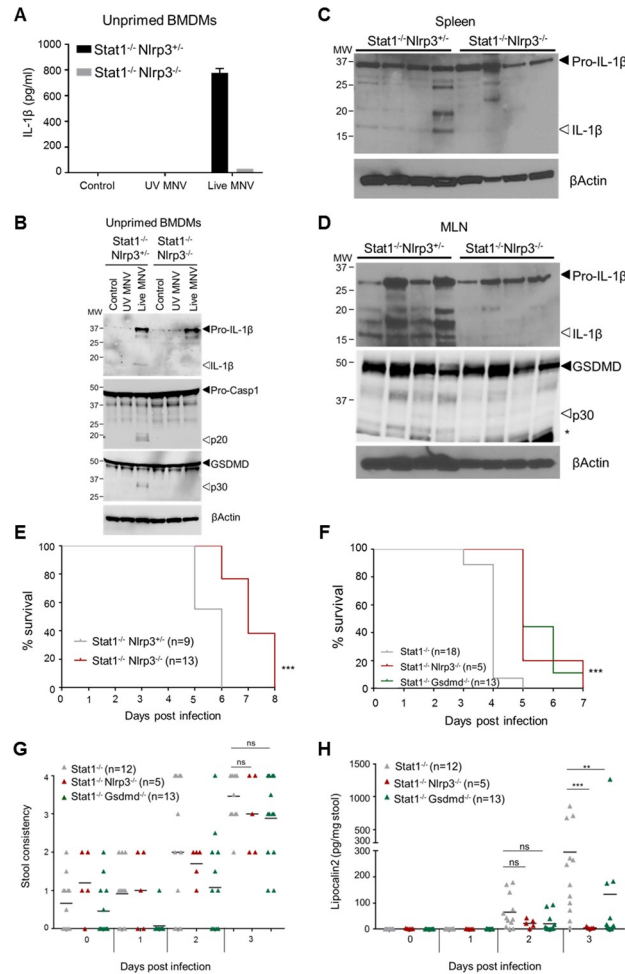 A
Unprimed BMDMs
Stat1-/-Nlrp3+/-
Stat1-/-Nlrp3-/-
IL-1β (pg/ml)
1000
800
600
400
200
0
Control
UV MNV
Live MNV
B
Unprimed BMDMs
Stat1-/- Nlrp3+/-
Stat1-/- Nlrp3-/-
Control
UV MNV
Live MNV
Control
UV MNV
Live MNV
MW
37
25
20
Pro-IL-1β
IL-1β
50
37
25
20
Pro-Casp1
p20
50
37
25
GSDMD
p30
βActin
C
Spleen
Stat1-/-Nlrp3+/-
Stat1-/-Nlrp3-/-
MW
37
25
20
15
Pro-IL-1β
IL-1β
βActin
D
MLN
Stat1-/-Nlrp3+/-
Stat1-/-Nlrp3-/-
MW
37
25
20
15
Pro-IL-1β
IL-1β
50
37
GSDMD
p30
*
βActin
E
% survival
100
80
60
40
20
0
Stat1-/- Nlrp3+/- (n=9)
Stat1-/- Nlrp3-/- (n=13)
***
0 1 2 3 4 5 6 7 8
Days post infection
F
% survival
100
80
60
40
20
0
Stat1-/- (n=18)
Stat1-/- Nlrp3-/- (n=5)
Stat1-/- Gsdmd-/- (n=13)
***
0 1 2 3 4 5 6 7
Days post infection
G
Stat1-/- (n=12)
Stat1-/- Nlrp3-/- (n=5)
Stat1-/- Gsdmd-/- (n=13)
ns
ns
Stool consistency
4
3
2
1
0
0 1 2 3
Days post infection
H
Stat1-/- (n=12)
Stat1-/- Nlrp3-/- (n=5)
Stat1-/- Gsdmd-/- (n=13)
**
***
ns
ns
Lipocalin2 (pg/mg stool)
1500
1000
500
300
300
200
100
0
0 1 2 3
Days post infection